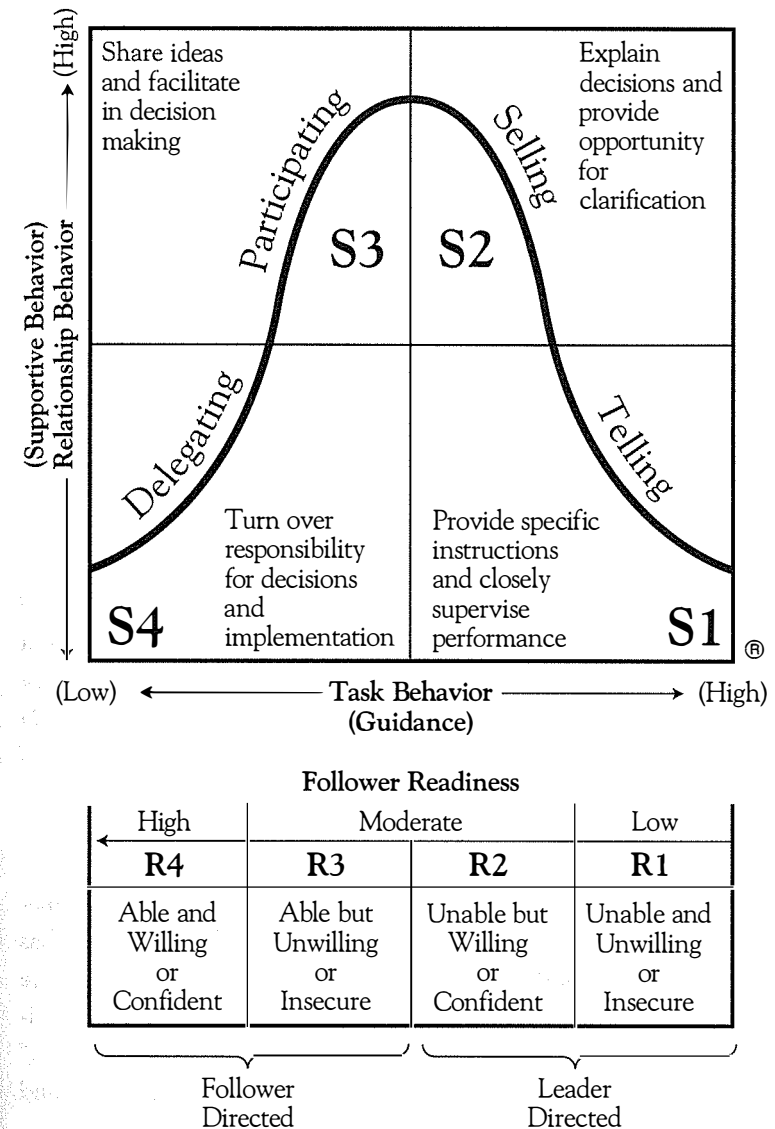 (High)
Share ideas
and facilitate
in decision
making
Explain
decisions and
provide
opportunity
for
clarification
Participating
Selling
S3
S2
(Supportive Behavior)
Relationship Behavior
Delegating
Telling
Turn over
responsibility
for decisions
and
implementation
Provide specific
instructions
and closely
supervise
performance
S4
S1
®
(Low)
Task Behavior
(High)
(Guidance)
Follower Readiness
High
Moderate
Low
R4
R3
R2
R1
Able and
Willing
or
Confident
Able but
Unwilling
or
Insecure
Unable but
Willing
or
Confident
Unable and
Unwilling
or
Insecure
Follower
Directed
Leader
Directed